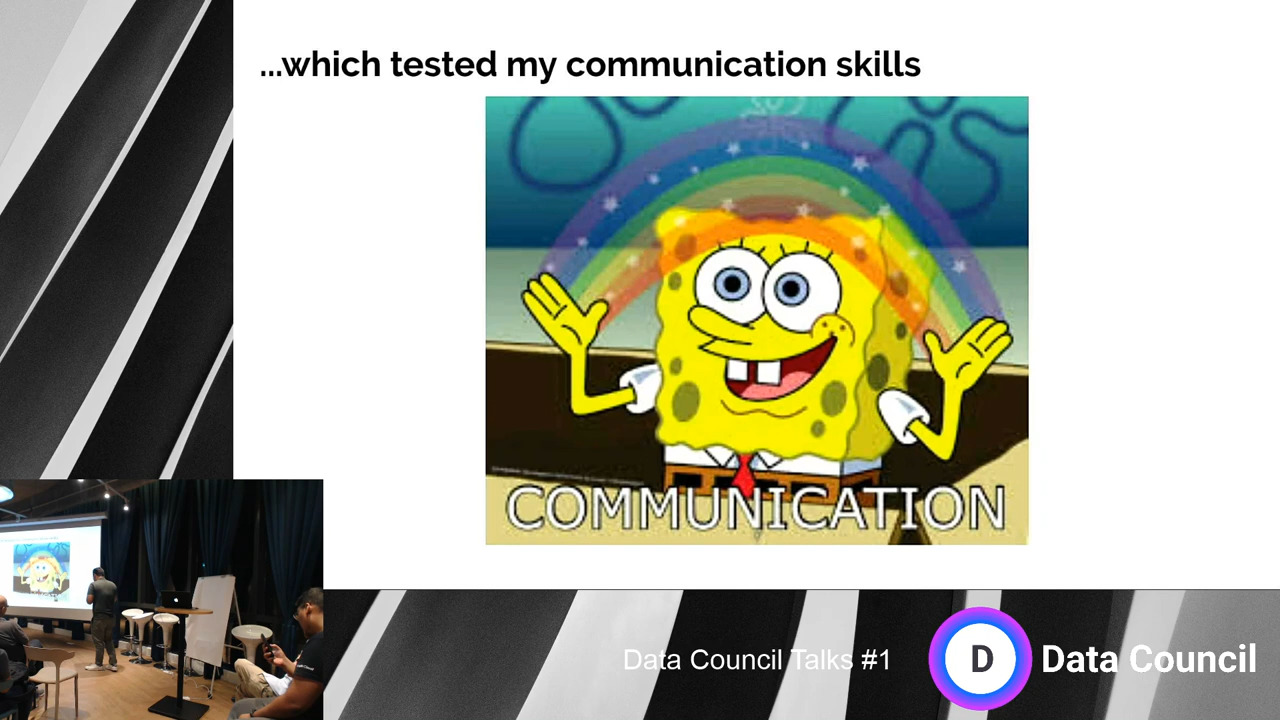 ...which tested my communication skills
COMMUNICATION
Data Council Talks #1
D
Data Council